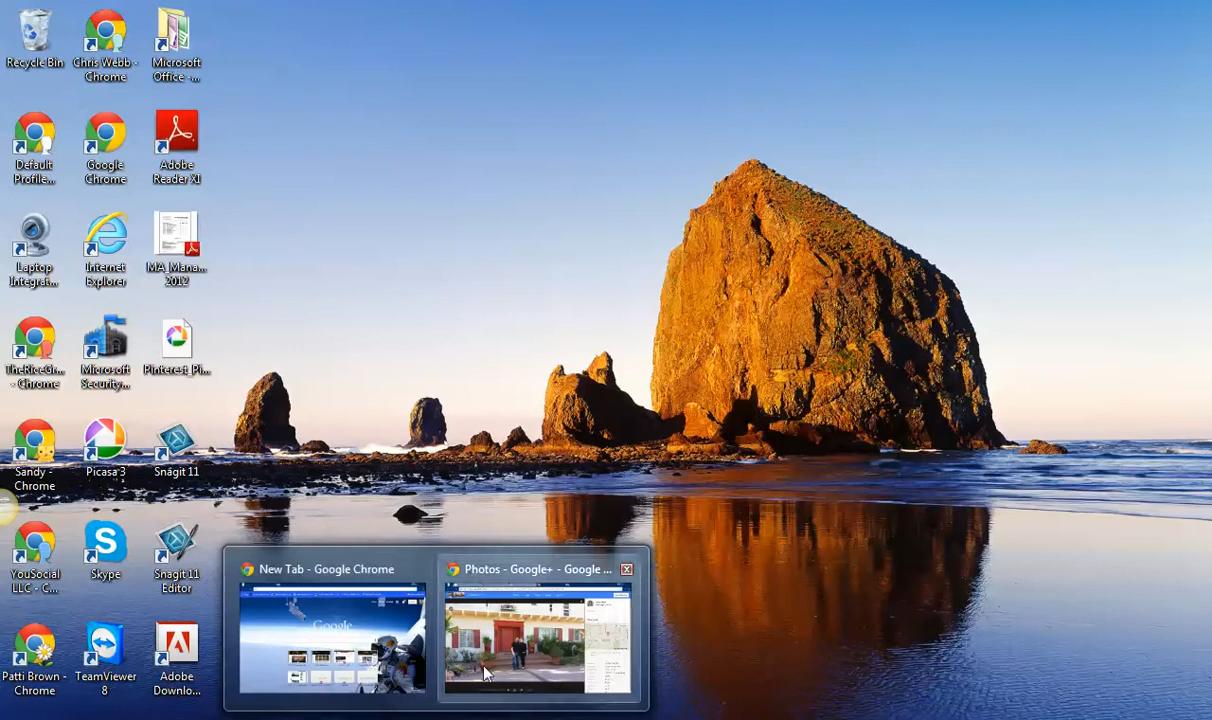 Recycle Bin
Chris Webb -
Chrome
Microsoft
Office -...
Default
Profile...
Google
Chrome
Adobe
Reader XI
Laptop
Integrat...
Internet
Explorer
MA_Mana...
2012
TheRiceGr...
- Chrome
Microsoft
Security...
Pinterest_Pi...
Sandy -
Chrome
Picasa 3
Snagit 11
YouSocial
LLC - C...
Skype
Snagit 11
Editor
Patti Brown -
Chrome
TeamViewer
8
Adobe
Downlo...
New Tab - Google Chrome
Photos - Google+ - Google ...
Google